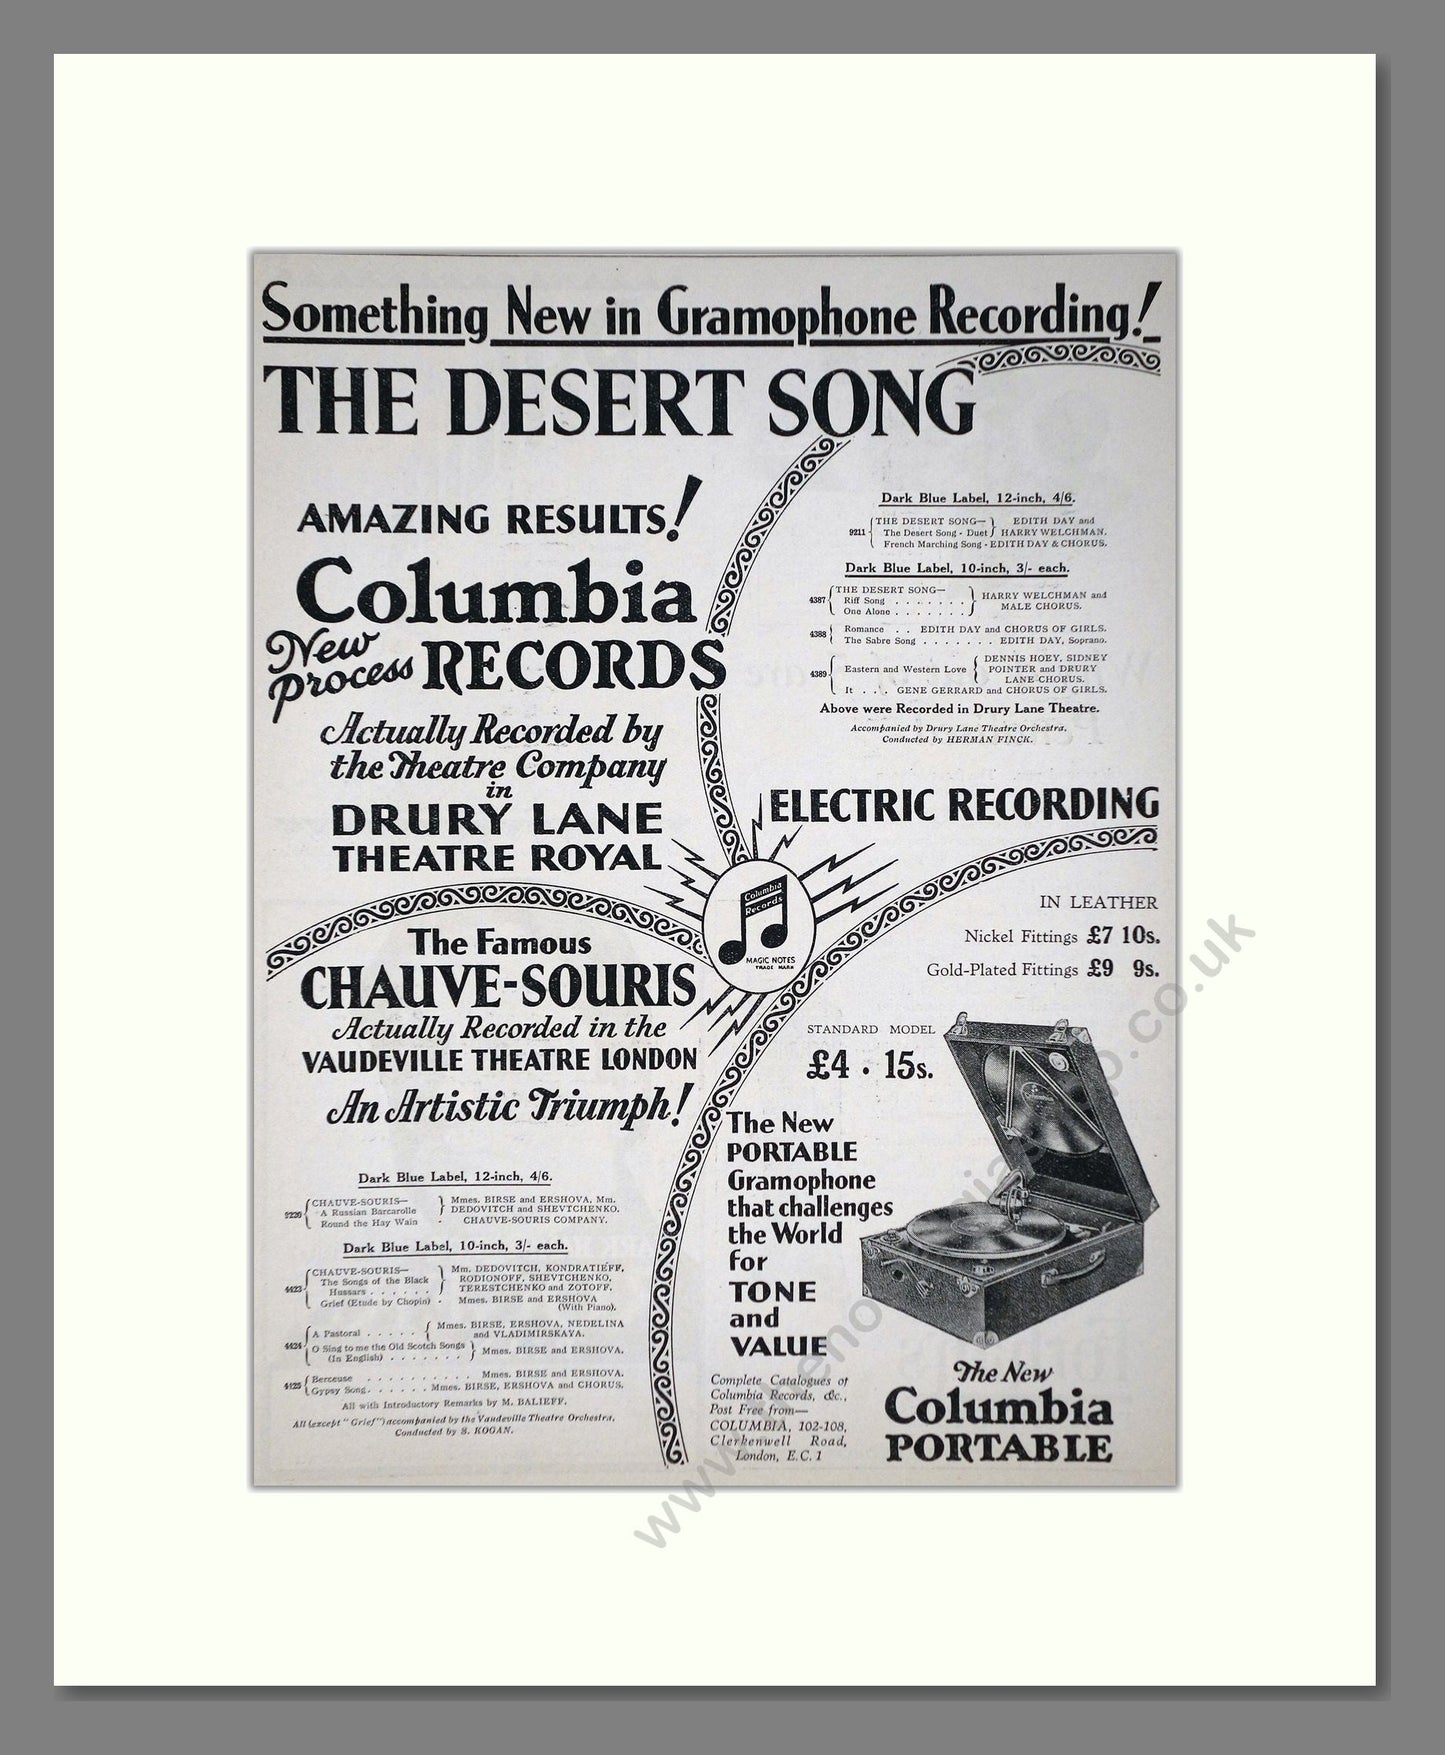 Something New in Gramophone Recording!
THE DESERT SONG
AMAZING RESULTS!
Columbia
New process RECORDS
Actually Recorded by
the Theatre Company
in
DRURY LANE
THEATRE ROYAL
Dark Blue Label, 12-inch, 4/6.
9211 { THE DESERT SONG— } EDITH DAY and
The Desert Song - Duet } HARRY WELCHMAN.
French Marching Song - EDITH DAY & CHORUS.
Dark Blue Label, 10-inch, 3/- each.
THE DESERT SONG—
4387 { Riff Song . . . . . . . } HARRY WELCHMAN and
One Alone . . . . . . . } MALE CHORUS.
4388 { Romance . . EDITH DAY and CHORUS OF GIRLS.
The Sabre Song . . . . . . . EDITH DAY, Soprano.
4389 { Eastern and Western Love { DENNIS HOEY, SIDNEY
POINTER and DRURY
LANE CHORUS.
It . . . GENE GERRARD and CHORUS OF GIRLS.
Above were Recorded in Drury Lane Theatre.
Accompanied by Drury Lane Theatre Orchestra.
Conducted by HERMAN FINCK.
ELECTRIC RECORDING
Columbia
Records
MAGIC NOTES
TRADE MARK
The Famous
CHAUVE-SOURIS
Actually Recorded in the
VAUDEVILLE THEATRE LONDON
An Artistic Triumph!
Dark Blue Label, 12-inch, 4/6.
9230 { CHAUVE-SOURIS— } Mmes. BIRSE and ERSHOVA, Mm.
A Russian Barcarolle } DEDOVITCH and SHEVTCHENKO.
Round the Hay Wain - CHAUVE-SOURIS COMPANY.
Dark Blue Label, 10-inch, 3/- each.
4423 { CHAUVE-SOURIS— } Mm. DEDOVITCH, KONDRATIEFF,
The Songs of the Black } RODIONOFF, SHEVTCHENKO,
Hussars . . . . . . } TERESTCHENKO and ZOTOFF.
Grief (Etude by Chopin) - Mmes. BIRSE and ERSHOVA
(With Piano).
4424 { A Pastoral . . . . . { Mmes. BIRSE, ERSHOVA, NEDELINA
and VLADIMIRSKAYA.
O Sing to me the Old Scotch Songs } Mmes. BIRSE and ERSHOVA.
(In English) . . . . . . . }
4425 { Berceuse . . . . . . . . . . Mmes. BIRSE and ERSHOVA.
Gypsy Song. . . . . . Mmes. BIRSE, ERSHOVA and CHORUS.
All with Introductory Remarks by M. BALIEFF.
All (except "Grief") accompanied by the Vaudeville Theatre Orchestra.
Conducted by S. KOGAN.
IN LEATHER
Nickel Fittings £7 10s.
Gold-Plated Fittings £9 9s.
STANDARD MODEL
£4 . 15s.
The New
PORTABLE
Gramophone
that challenges
the World
for
TONE
and
VALUE
Complete Catalogues of
Columbia Records, &c.,
Post Free from—
COLUMBIA, 102-108,
Clerkenwell Road,
London, E.C. 1
The New
Columbia
PORTABLE